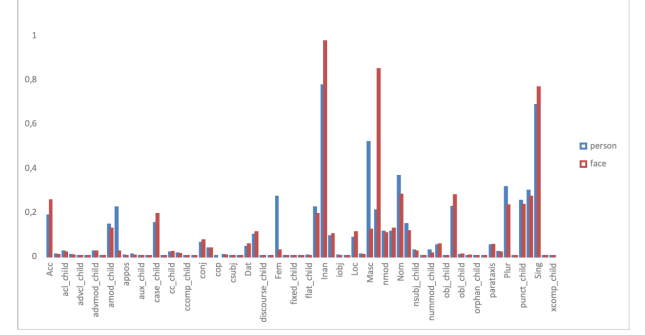 1
0,8
0,6
0,4
0,2
0
person
face
Acc
acl_child
advcl_child
advmod_child
amod_child
appos
aux_child
case_child
cc_child
ccomp_child
conj
cop
csubj
Dat
discourse_child
Fem
fixed_child
flat_child
Inan
iobj
Loc
Masc
nmod
Nom
nsubj_child
nummod_child
obj_child
obl_child
orphan_child
parataxis
Plur
punct_child
Sing
xcomp_child